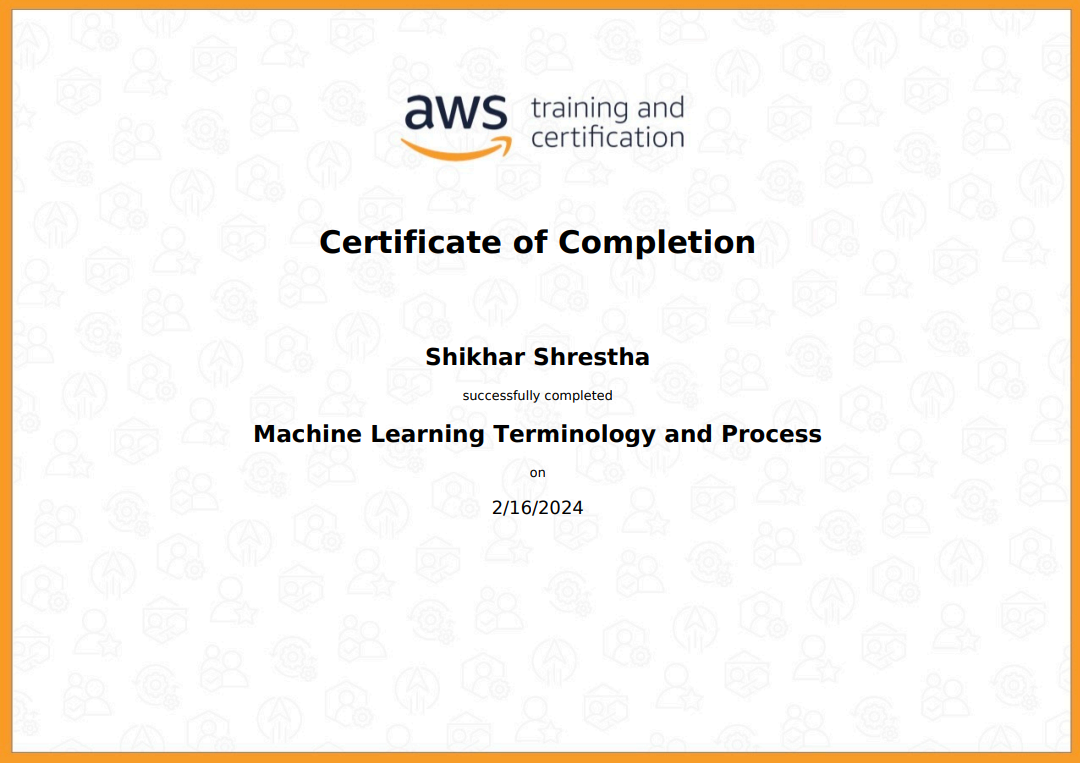 aws training and
certification
Certificate of Completion
Shikhar Shrestha
successfully completed
Machine Learning Terminology and Process
on
2/16/2024